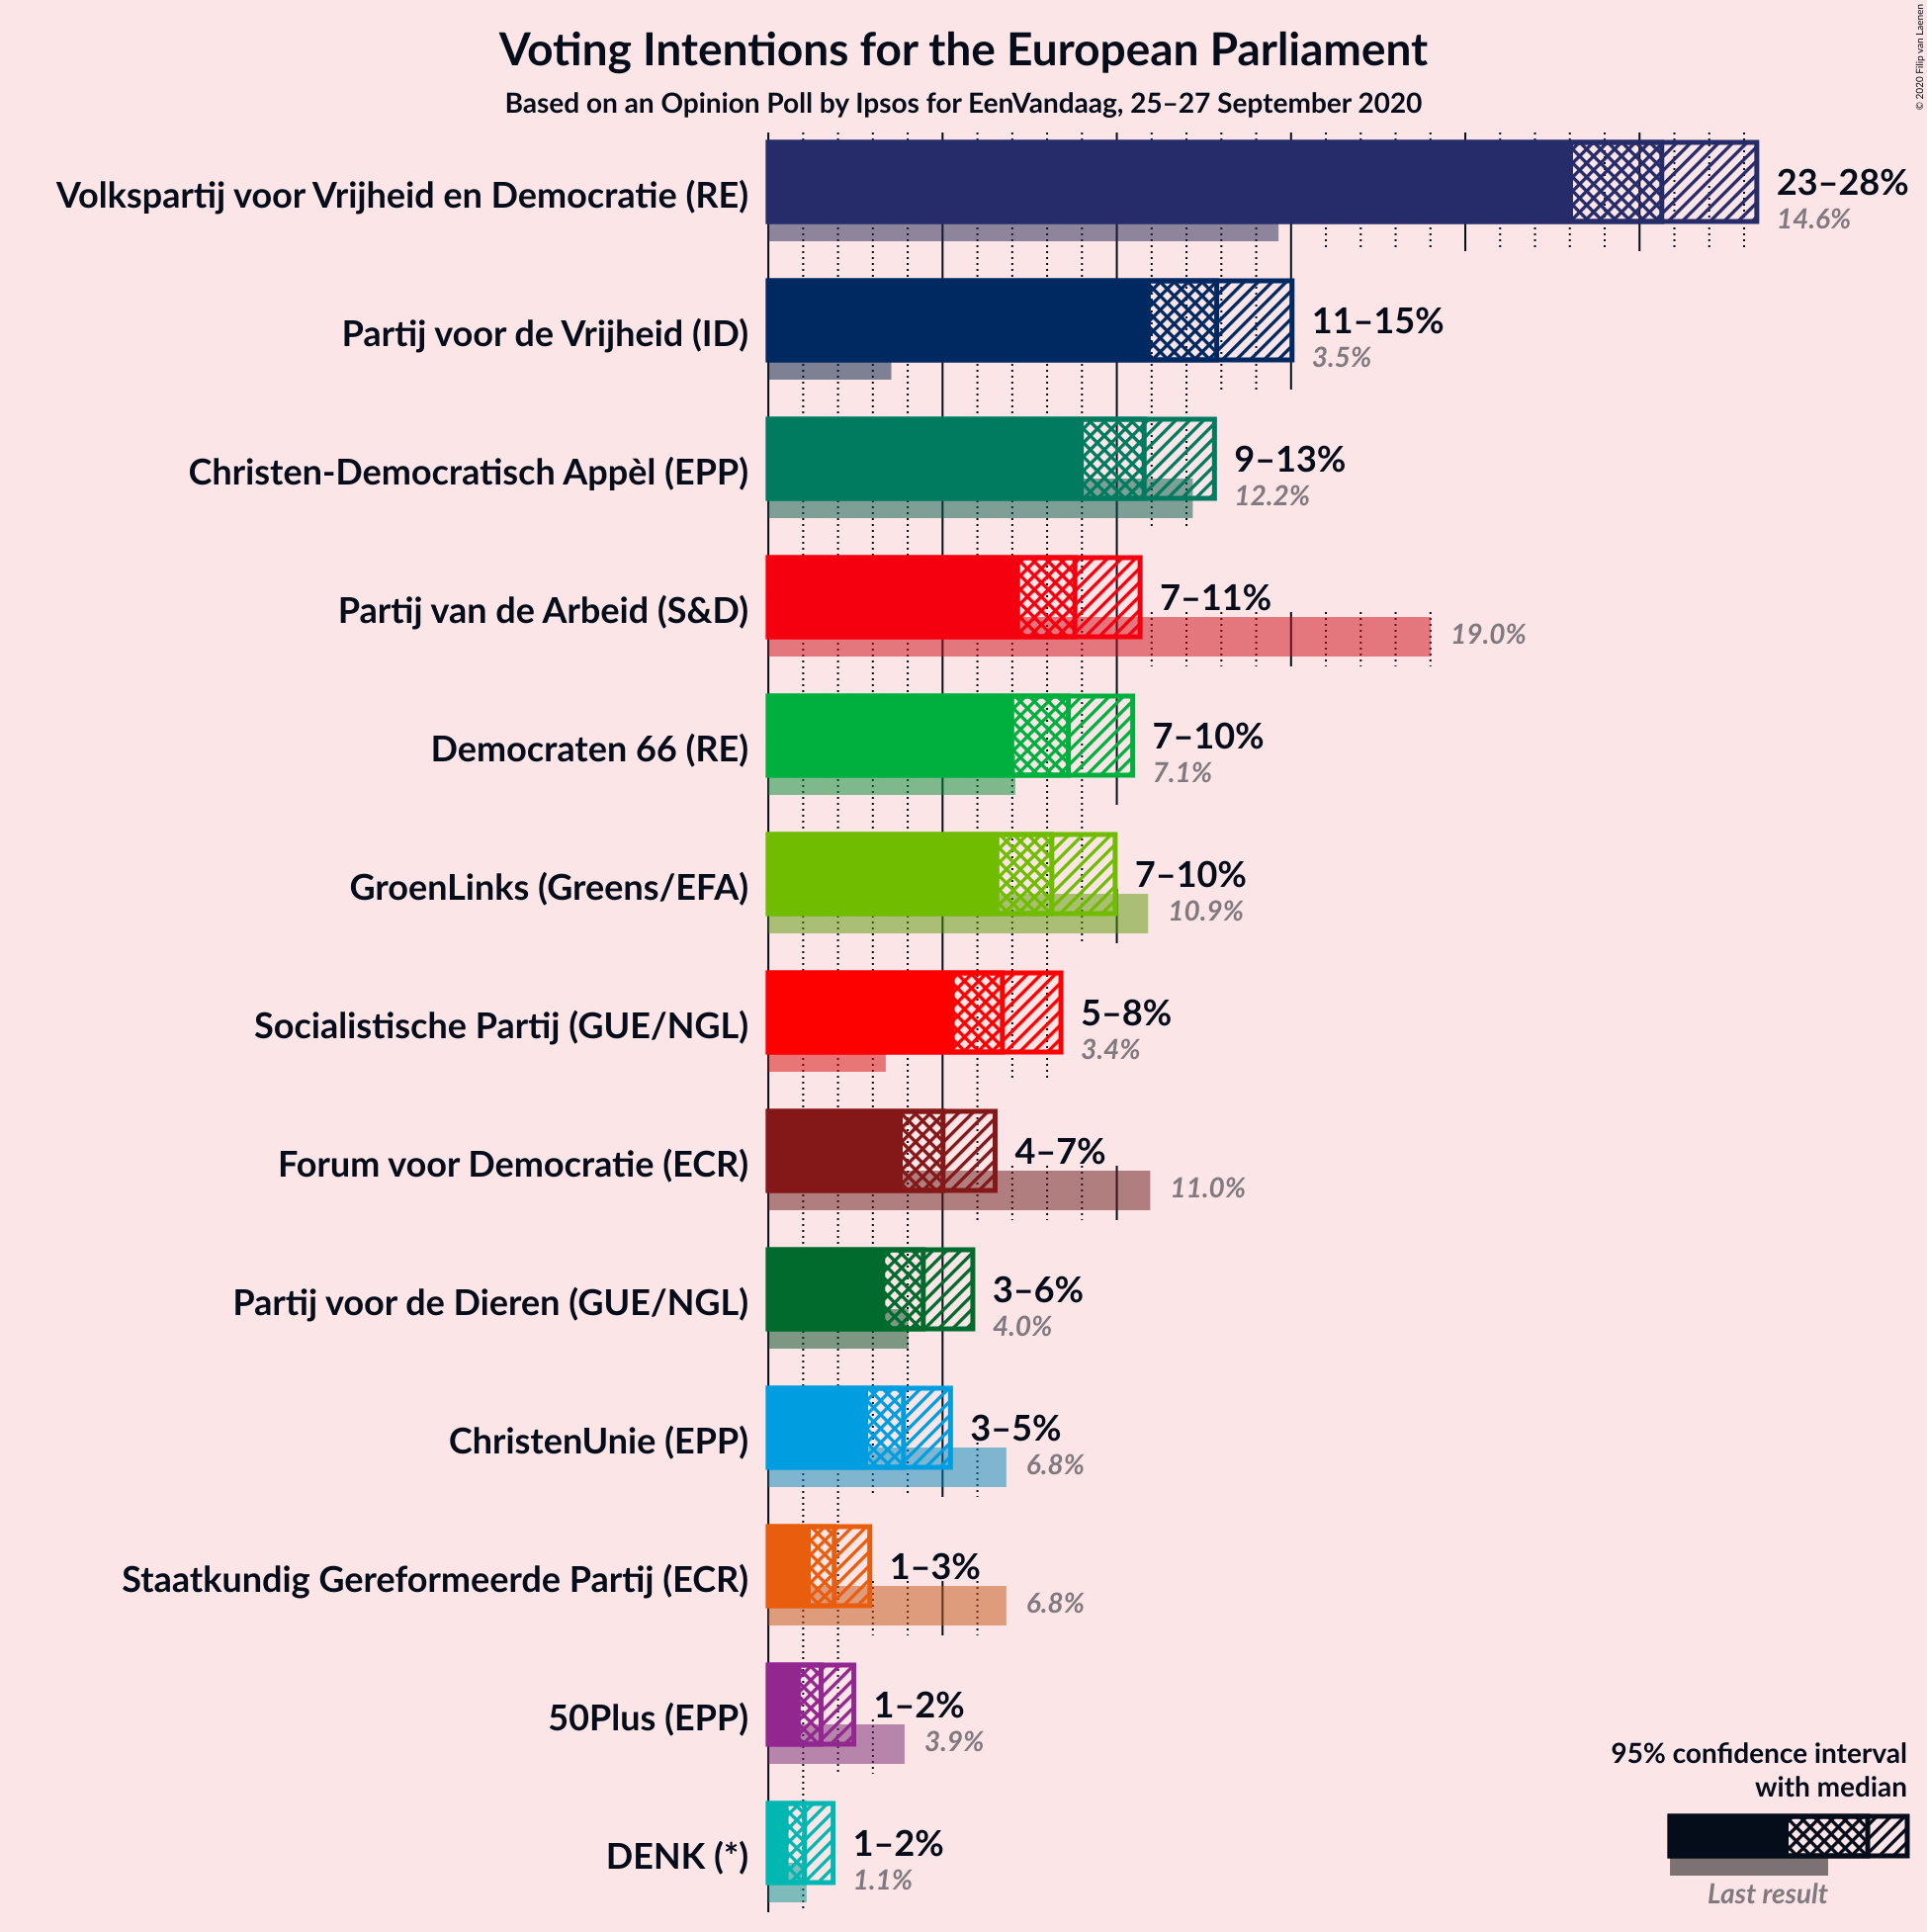 Voting Intentions for the European Parliament
Based on an Opinion Poll by Ipsos for EenVandaag, 25–27 September 2020
© 2020 Filip van Laenen
Volkspartij voor Vrijheid en Democratie (RE)
23–28%
14.6%
Partij voor de Vrijheid (ID)
11–15%
3.5%
Christen-Democratisch Appèl (EPP)
9–13%
12.2%
Partij van de Arbeid (S&D)
7–11%
19.0%
Democraten 66 (RE)
7–10%
7.1%
GroenLinks (Greens/EFA)
7–10%
10.9%
Socialistische Partij (GUE/NGL)
5–8%
3.4%
Forum voor Democratie (ECR)
4–7%
11.0%
Partij voor de Dieren (GUE/NGL)
3–6%
4.0%
ChristenUnie (EPP)
3–5%
6.8%
Staatkundig Gereformeerde Partij (ECR)
1–3%
6.8%
50Plus (EPP)
1–2%
3.9%
DENK (*)
1–2%
1.1%
95% confidence interval
with median
Last result